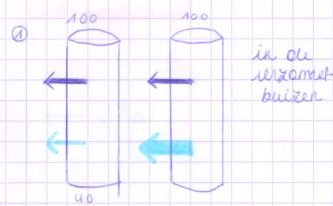 ①
100
100
in de
verzamel-
buizen
40